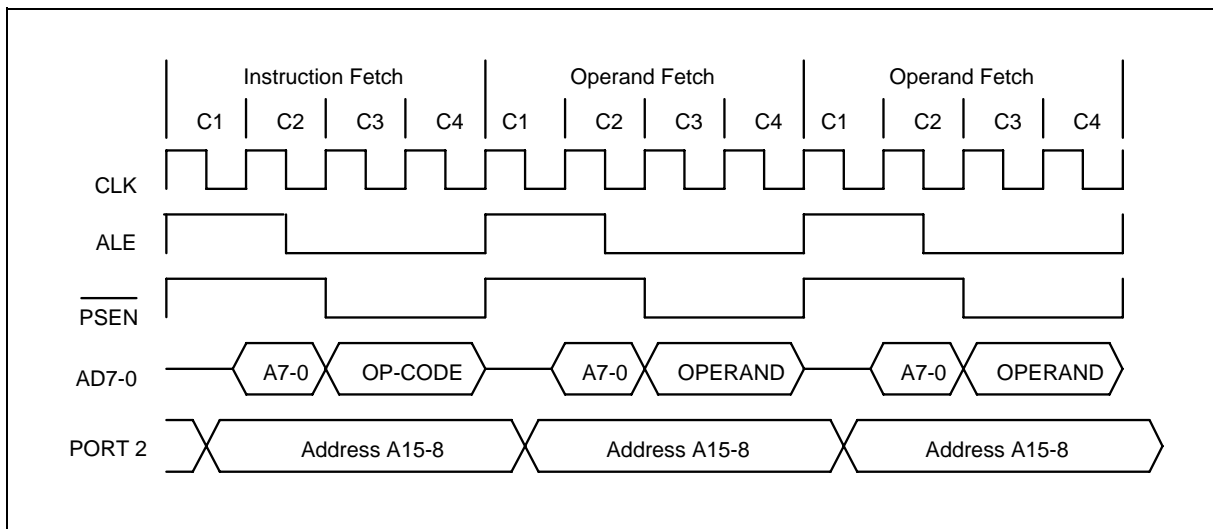 Instruction Fetch Operand Fetch Operand Fetch
C1 C2 C3 C4 C1 C2 C3 C4 C1 C2 C3 C4
CLK
ALE
PSEN
AD7-0 A7-0 OP-CODE A7-0 OPERAND A7-0 OPERAND
PORT 2 Address A15-8 Address A15-8 Address A15-8